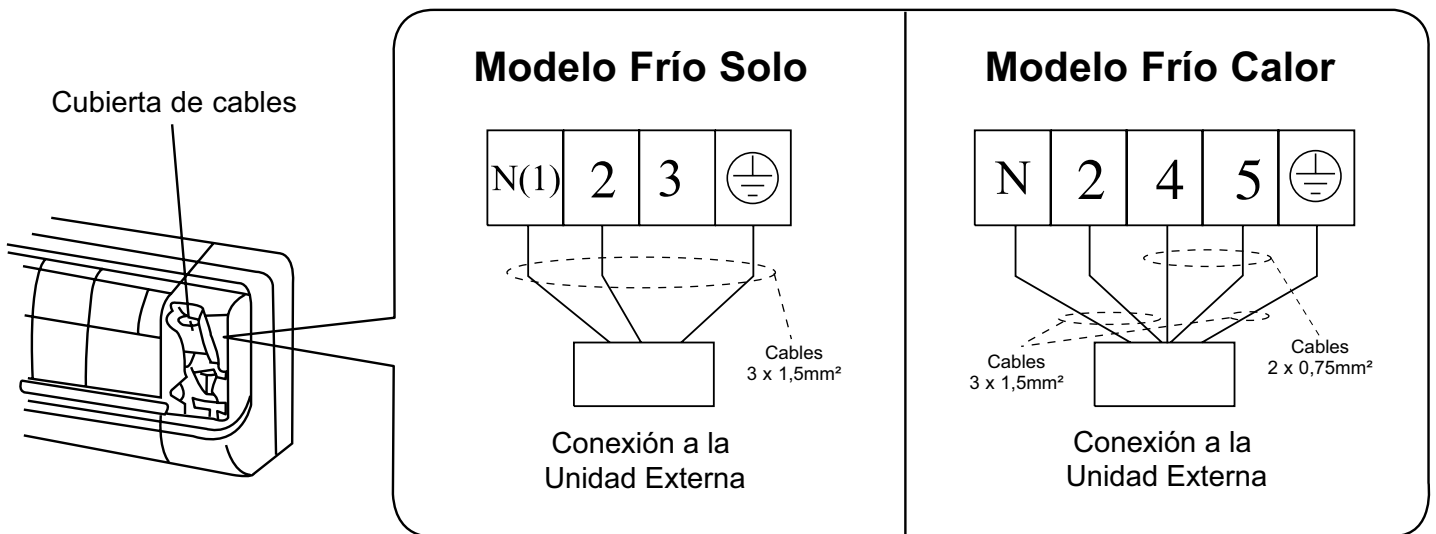 Cubierta de cables
Modelo Frío Solo
N(1) 2 3
Cables
3 x 1,5mm²
Conexión a la
Unidad Externa
Modelo Frío Calor
N 2 4 5
Cables
3 x 1,5mm²
Cables
2 x 0,75mm²
Conexión a la
Unidad Externa